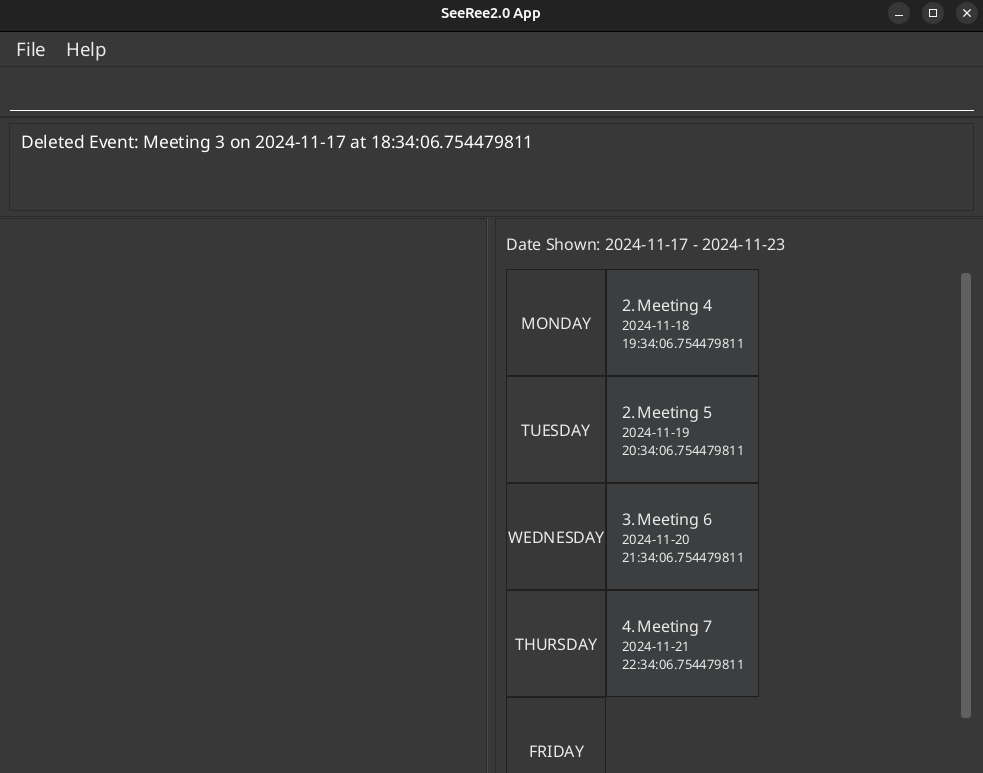 SeeRee2.0 App
File Help
Deleted Event: Meeting 3 on 2024-11-17 at 18:34:06.754479811
Date Shown: 2024-11-17 - 2024-11-23
MONDAY
2. Meeting 4
2024-11-18
19:34:06.754479811
TUESDAY
2. Meeting 5
2024-11-19
20:34:06.754479811
WEDNESDAY
3. Meeting 6
2024-11-20
21:34:06.754479811
THURSDAY
4. Meeting 7
2024-11-21
22:34:06.754479811
FRIDAY